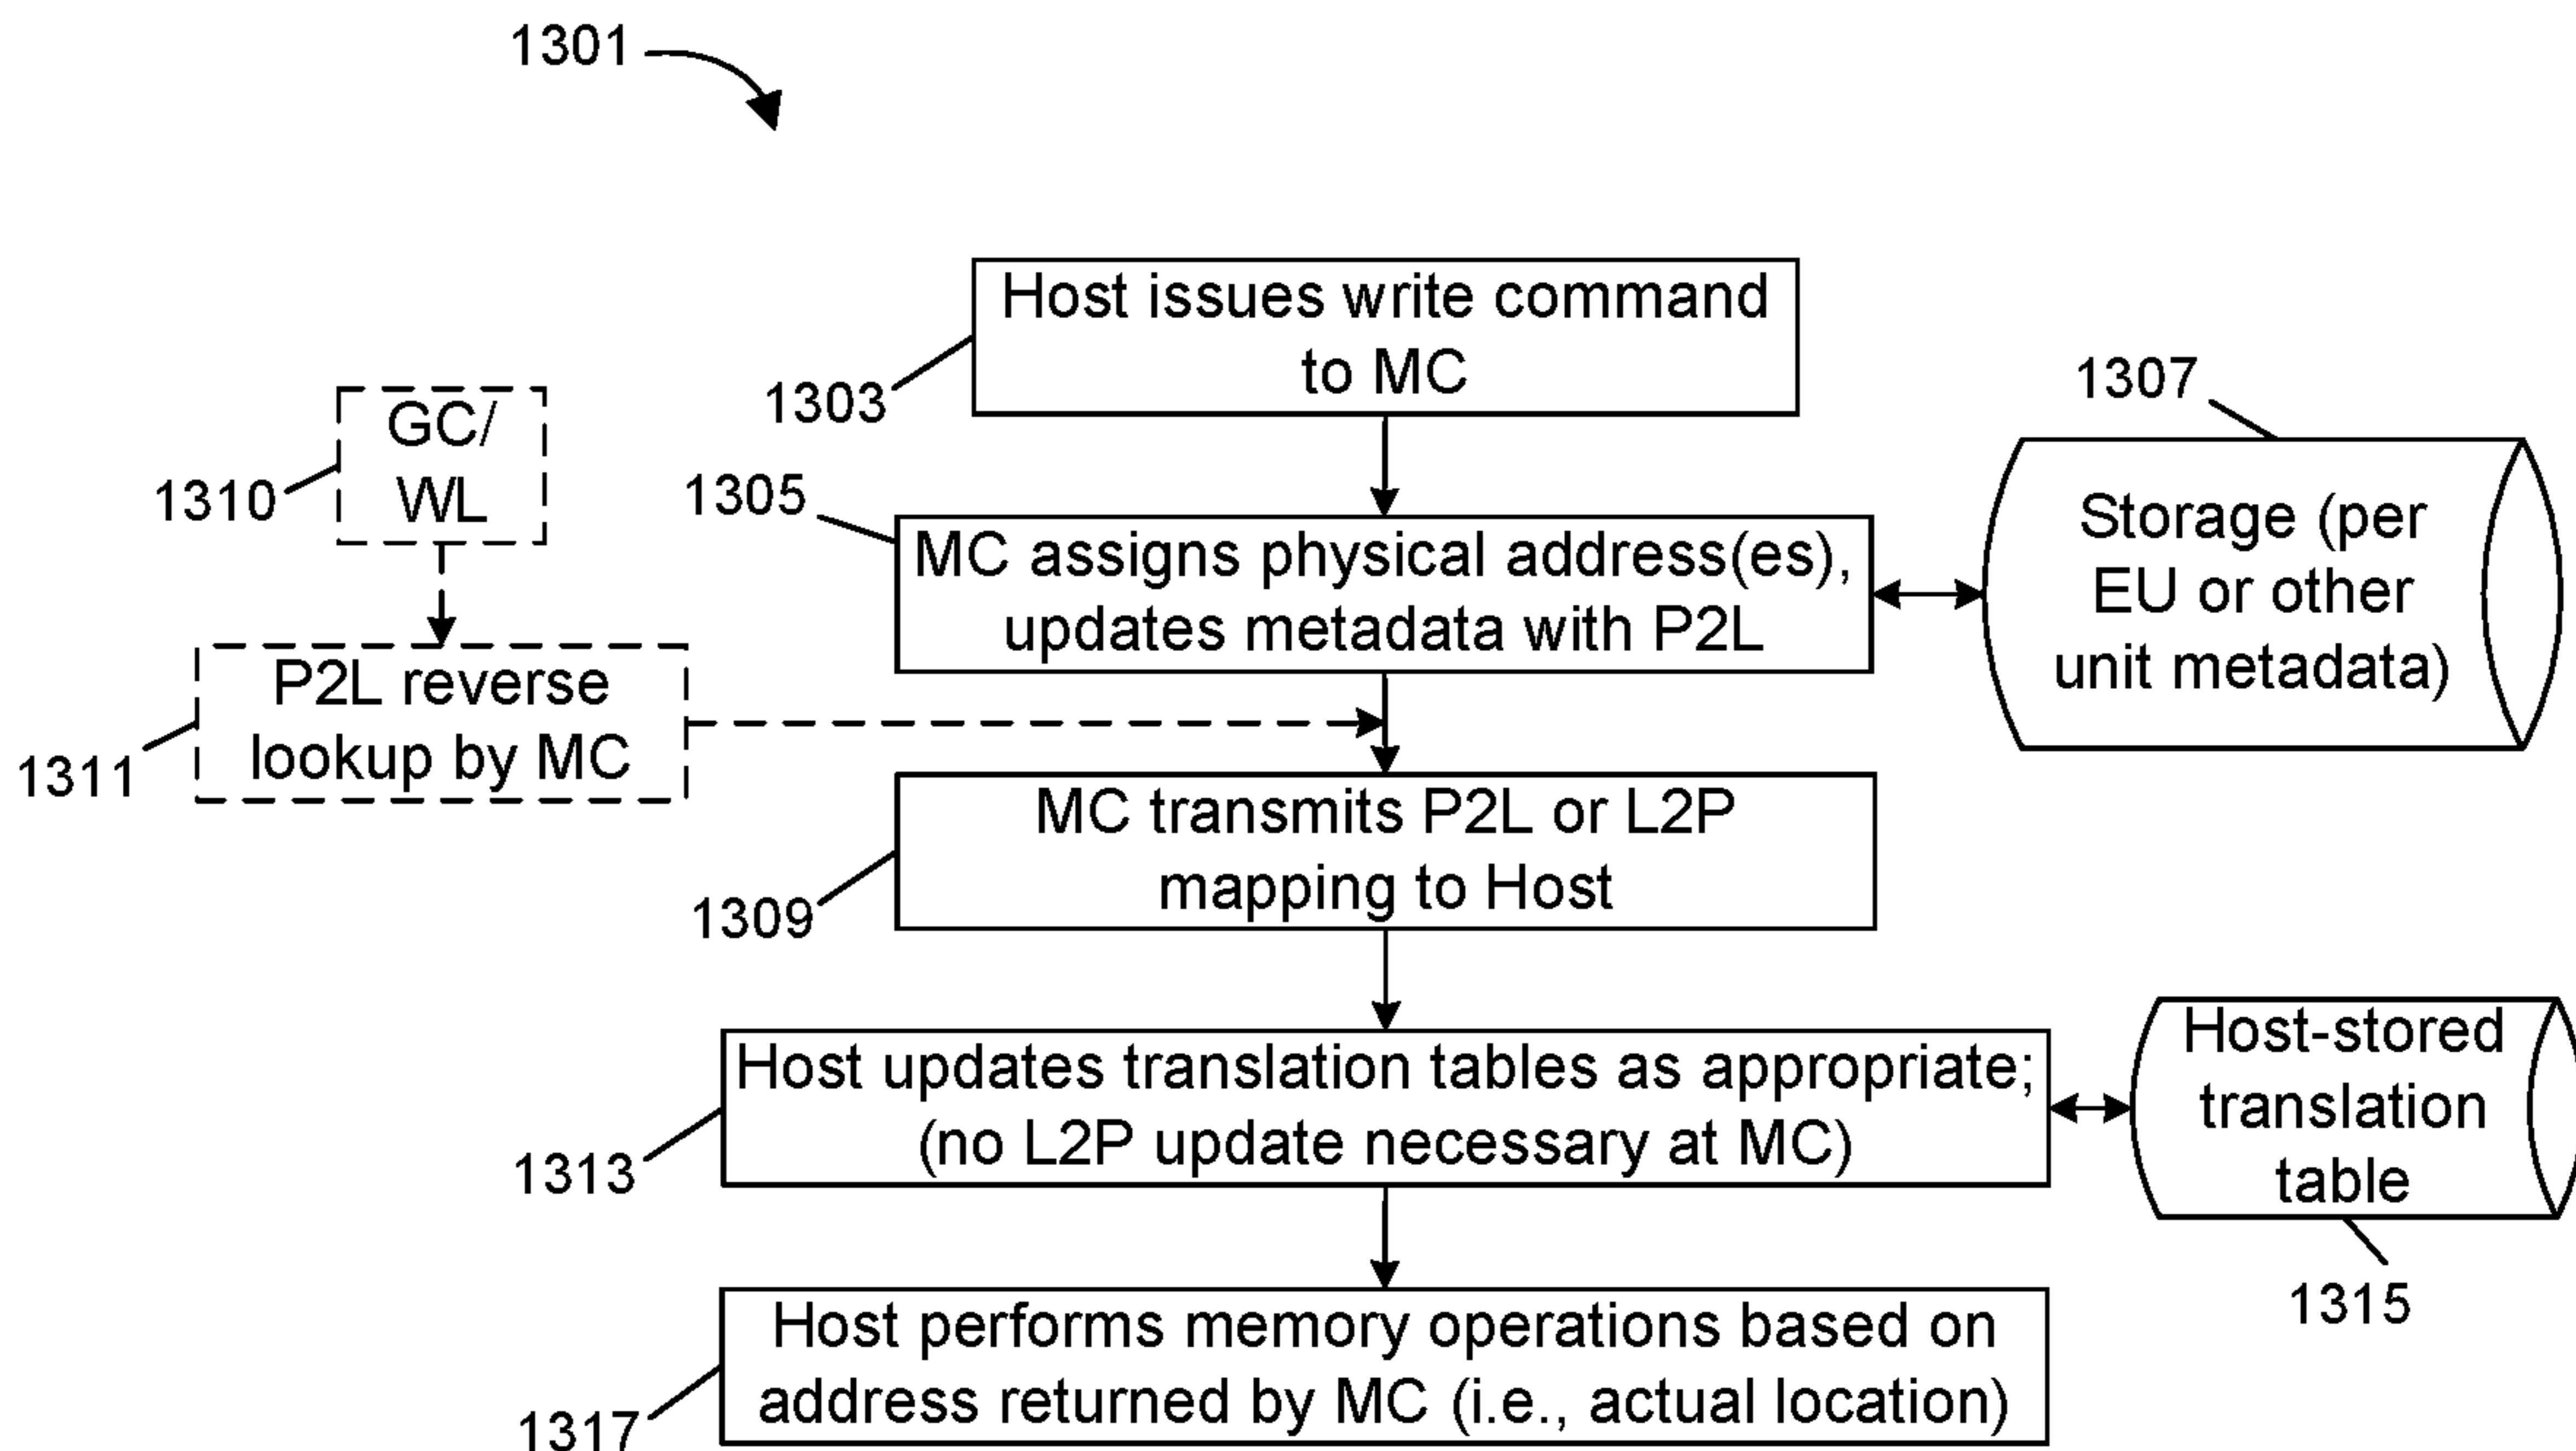 1301
Host issues write command
to MC
1303
1307
GC/
WL
1310
1305
MC assigns physical address(es),
updates metadata with P2L
Storage (per
EU or other
unit metadata)
P2L reverse
lookup by MC
1311
MC transmits P2L or L2P
mapping to Host
1309
Host updates translation tables as appropriate;
(no L2P update necessary at MC)
1313
Host-stored
translation
table
1315
Host performs memory operations based on
address returned by MC (i.e., actual location)
1317